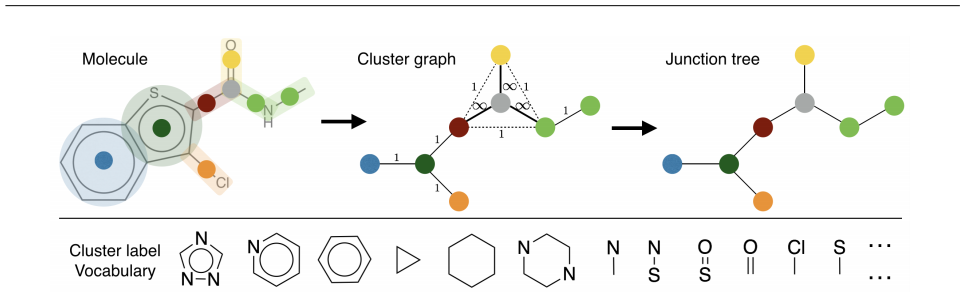 Molecule
Cluster graph
Junction tree
O
S
N
H
Cl
1
1
∞
∞
∞
1
1
1
1
1
Cluster label
Vocabulary
N
N
N
N
N
N
N
N
S
O
S
O
Cl
S
...
...